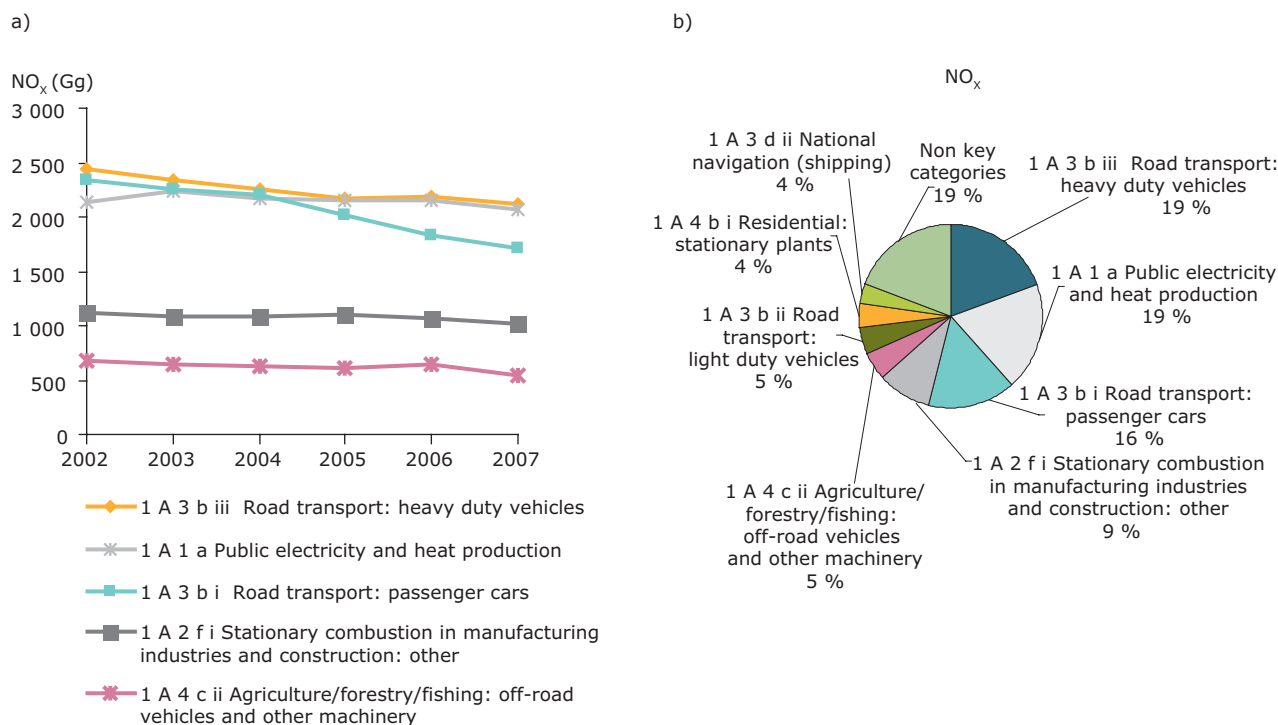 a)
NOx (Gg)
3 000
2 500
2 000
1 500
1 000
500
0
2002 2003 2004 2005 2006 2007
1 A 3 b iii Road transport: heavy duty vehicles
1 A 1 a Public electricity and heat production
1 A 3 b i Road transport: passenger cars
1 A 2 f i Stationary combustion in manufacturing
industries and construction: other
1 A 4 c ii Agriculture/forestry/fishing: off-road
vehicles and other machinery
b)
NOx
1 A 3 d ii National
navigation (shipping)
4 %
Non key
categories
19 %
1 A 3 b iii Road transport:
heavy duty vehicles
19 %
1 A 4 b i Residential:
stationary plants
4 %
1 A 1 a Public electricity
and heat production
19 %
1 A 3 b ii Road
transport:
light duty vehicles
5 %
1 A 3 b i Road transport:
passenger cars
16 %
1 A 2 f i Stationary combustion
in manufacturing industries
and construction: other
9 %
1 A 4 c ii Agriculture/
forestry/fishing:
off-road vehicles
and other machinery
5 %